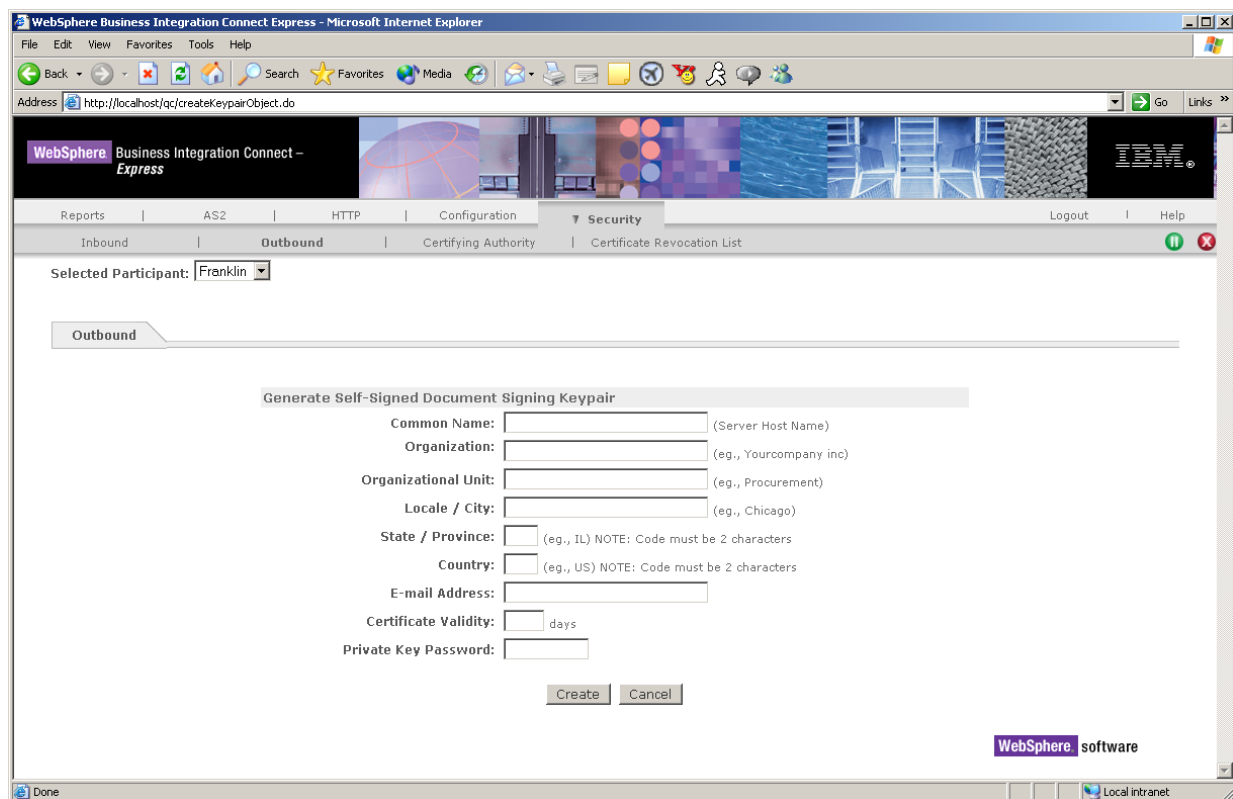 WebSphere Business Integration Connect Express - Microsoft Internet Explorer
File Edit View Favorites Tools Help
Back Search Favorites Media
Address http://localhost/qc/createKeypairObject.do Go Links »
WebSphere. Business Integration Connect –
Express
IBM.
Reports | AS2 | HTTP | Configuration Security Logout | Help
Inbound | Outbound | Certifying Authority | Certificate Revocation List
Selected Participant: Franklin
Outbound
Generate Self-Signed Document Signing Keypair
Common Name: (Server Host Name)
Organization: (eg., Yourcompany inc)
Organizational Unit: (eg., Procurement)
Locale / City: (eg., Chicago)
State / Province: (eg., IL) NOTE: Code must be 2 characters
Country: (eg., US) NOTE: Code must be 2 characters
E-mail Address:
Certificate Validity: days
Private Key Password:
Create Cancel
WebSphere. software
Done Local intranet